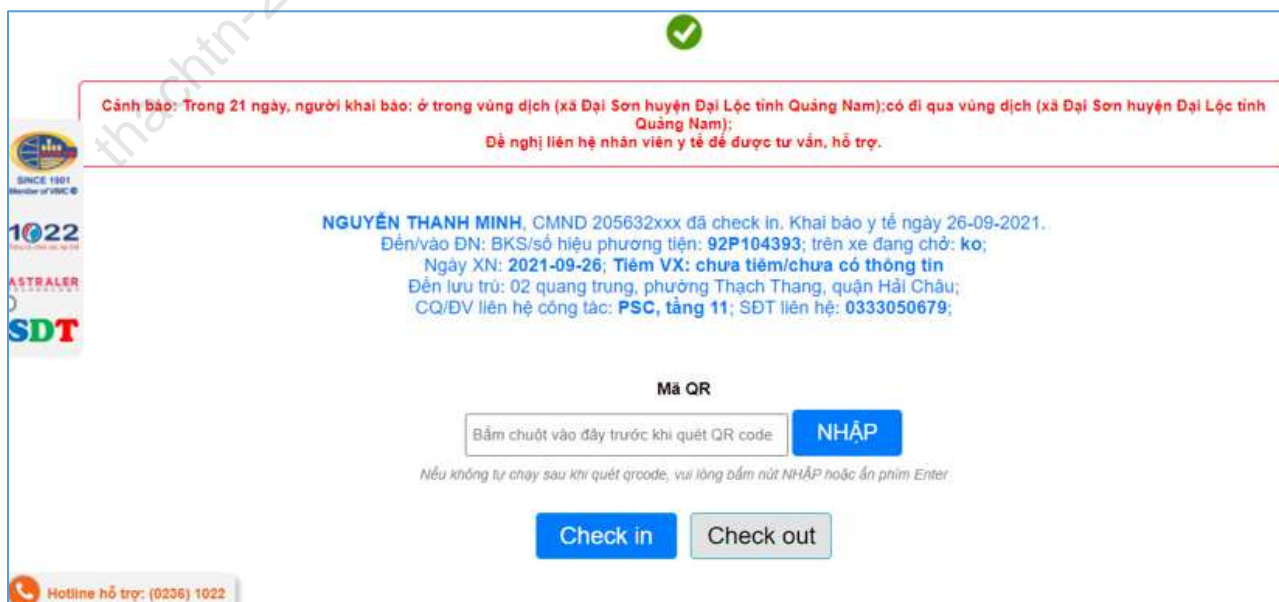 thachtn-2
Cảnh báo: Trong 21 ngày, người khai báo: ở trong vùng dịch (xã Đại Sơn huyện Đại Lộc tỉnh Quảng Nam);có đi qua vùng dịch (xã Đại Sơn huyện Đại Lộc tỉnh
Quảng Nam);
Đề nghị liên hệ nhân viên y tế để được tư vấn, hỗ trợ.
SINCE 1901
Member of VIMC
1022
ASTRALER
SDT
NGUYỄN THANH MINH, CMND 205632xxx đã check in. Khai báo y tế ngày 26-09-2021.
Đến/vào ĐN: BKS/số hiệu phương tiện: 92P104393; trên xe đang chở: ko;
Ngày XN: 2021-09-26; Tiêm VX: chưa tiêm/chưa có thông tin
Đến lưu trú: 02 quang trung, phường Thạch Thang, quận Hải Châu;
CQ/ĐV liên hệ công tác: PSC, tầng 11; SĐT liên hệ: 0333050679;
Mã QR
Bấm chuột vào đây trước khi quét QR code
NHẬP
Nếu không tự chạy sau khi quét qrcode, vui lòng bấm nút NHẬP hoặc ấn phím Enter
Check in
Check out
Hotline hỗ trợ: (0236) 1022